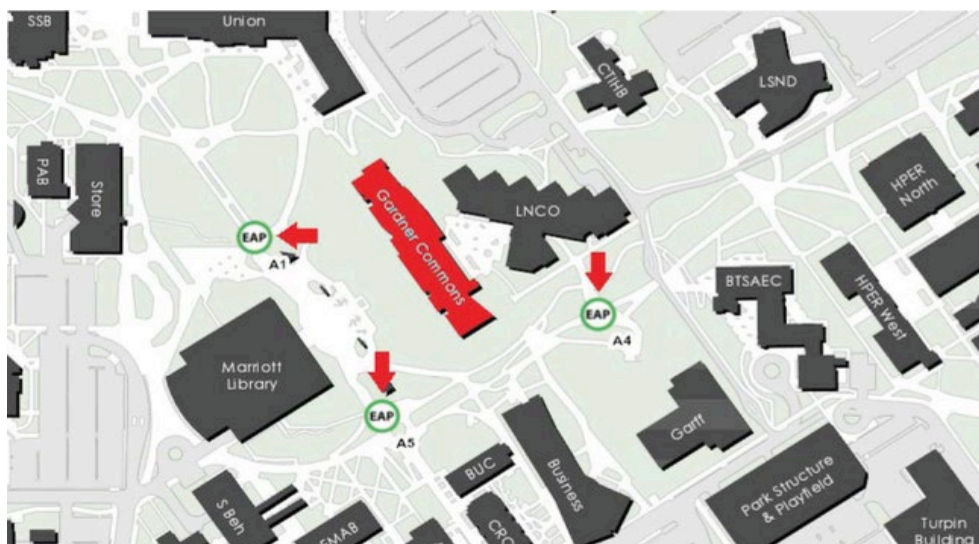 SSB
Union
CTIHB
LSND
PAB
Store
Gardner Commons
LNCO
HPER
North
EAP
A1
BTSAEC
HPER West
EAP
A4
Marriott
Library
EAP
A5
Garff
BUC
Business
S Beh
CRC
Park Structure
& Playfield
Turpin
Building